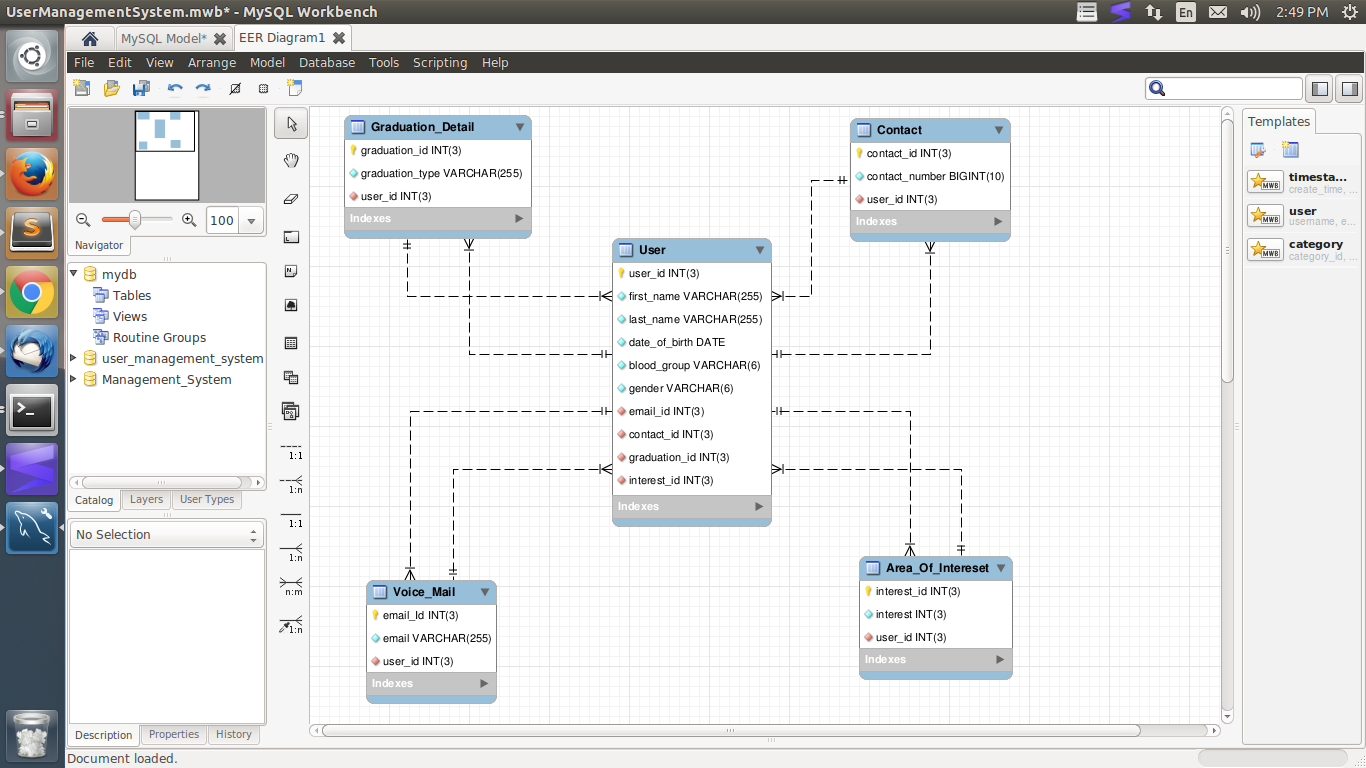 UserManagementSystem.mwb* - MySQL Workbench
En
2:49 PM
MySQL Model*
EER Diagram1
File Edit View Arrange Model Database Tools Scripting Help
100
Navigator
mydb
Tables
Views
Routine Groups
user_management_system
Management_System
Catalog Layers User Types
No Selection
Description Properties History
Document loaded.
1:1
1:n
1:1
1:n
n:m
1:n
Graduation_Detail
graduation_id INT(3)
graduation_type VARCHAR(255)
user_id INT(3)
Indexes
Contact
contact_id INT(3)
contact_number BIGINT(10)
user_id INT(3)
Indexes
User
user_id INT(3)
first_name VARCHAR(255)
last_name VARCHAR(255)
date_of_birth DATE
blood_group VARCHAR(6)
gender VARCHAR(6)
email_id INT(3)
contact_id INT(3)
graduation_id INT(3)
interest_id INT(3)
Indexes
Voice_Mail
email_Id INT(3)
email VARCHAR(255)
user_id INT(3)
Indexes
Area_Of_Intereset
interest_id INT(3)
interest INT(3)
user_id INT(3)
Indexes
Templates
MWB
timesta...
create_time, ...
MWB
user
username, e...
MWB
category
category_id, ...